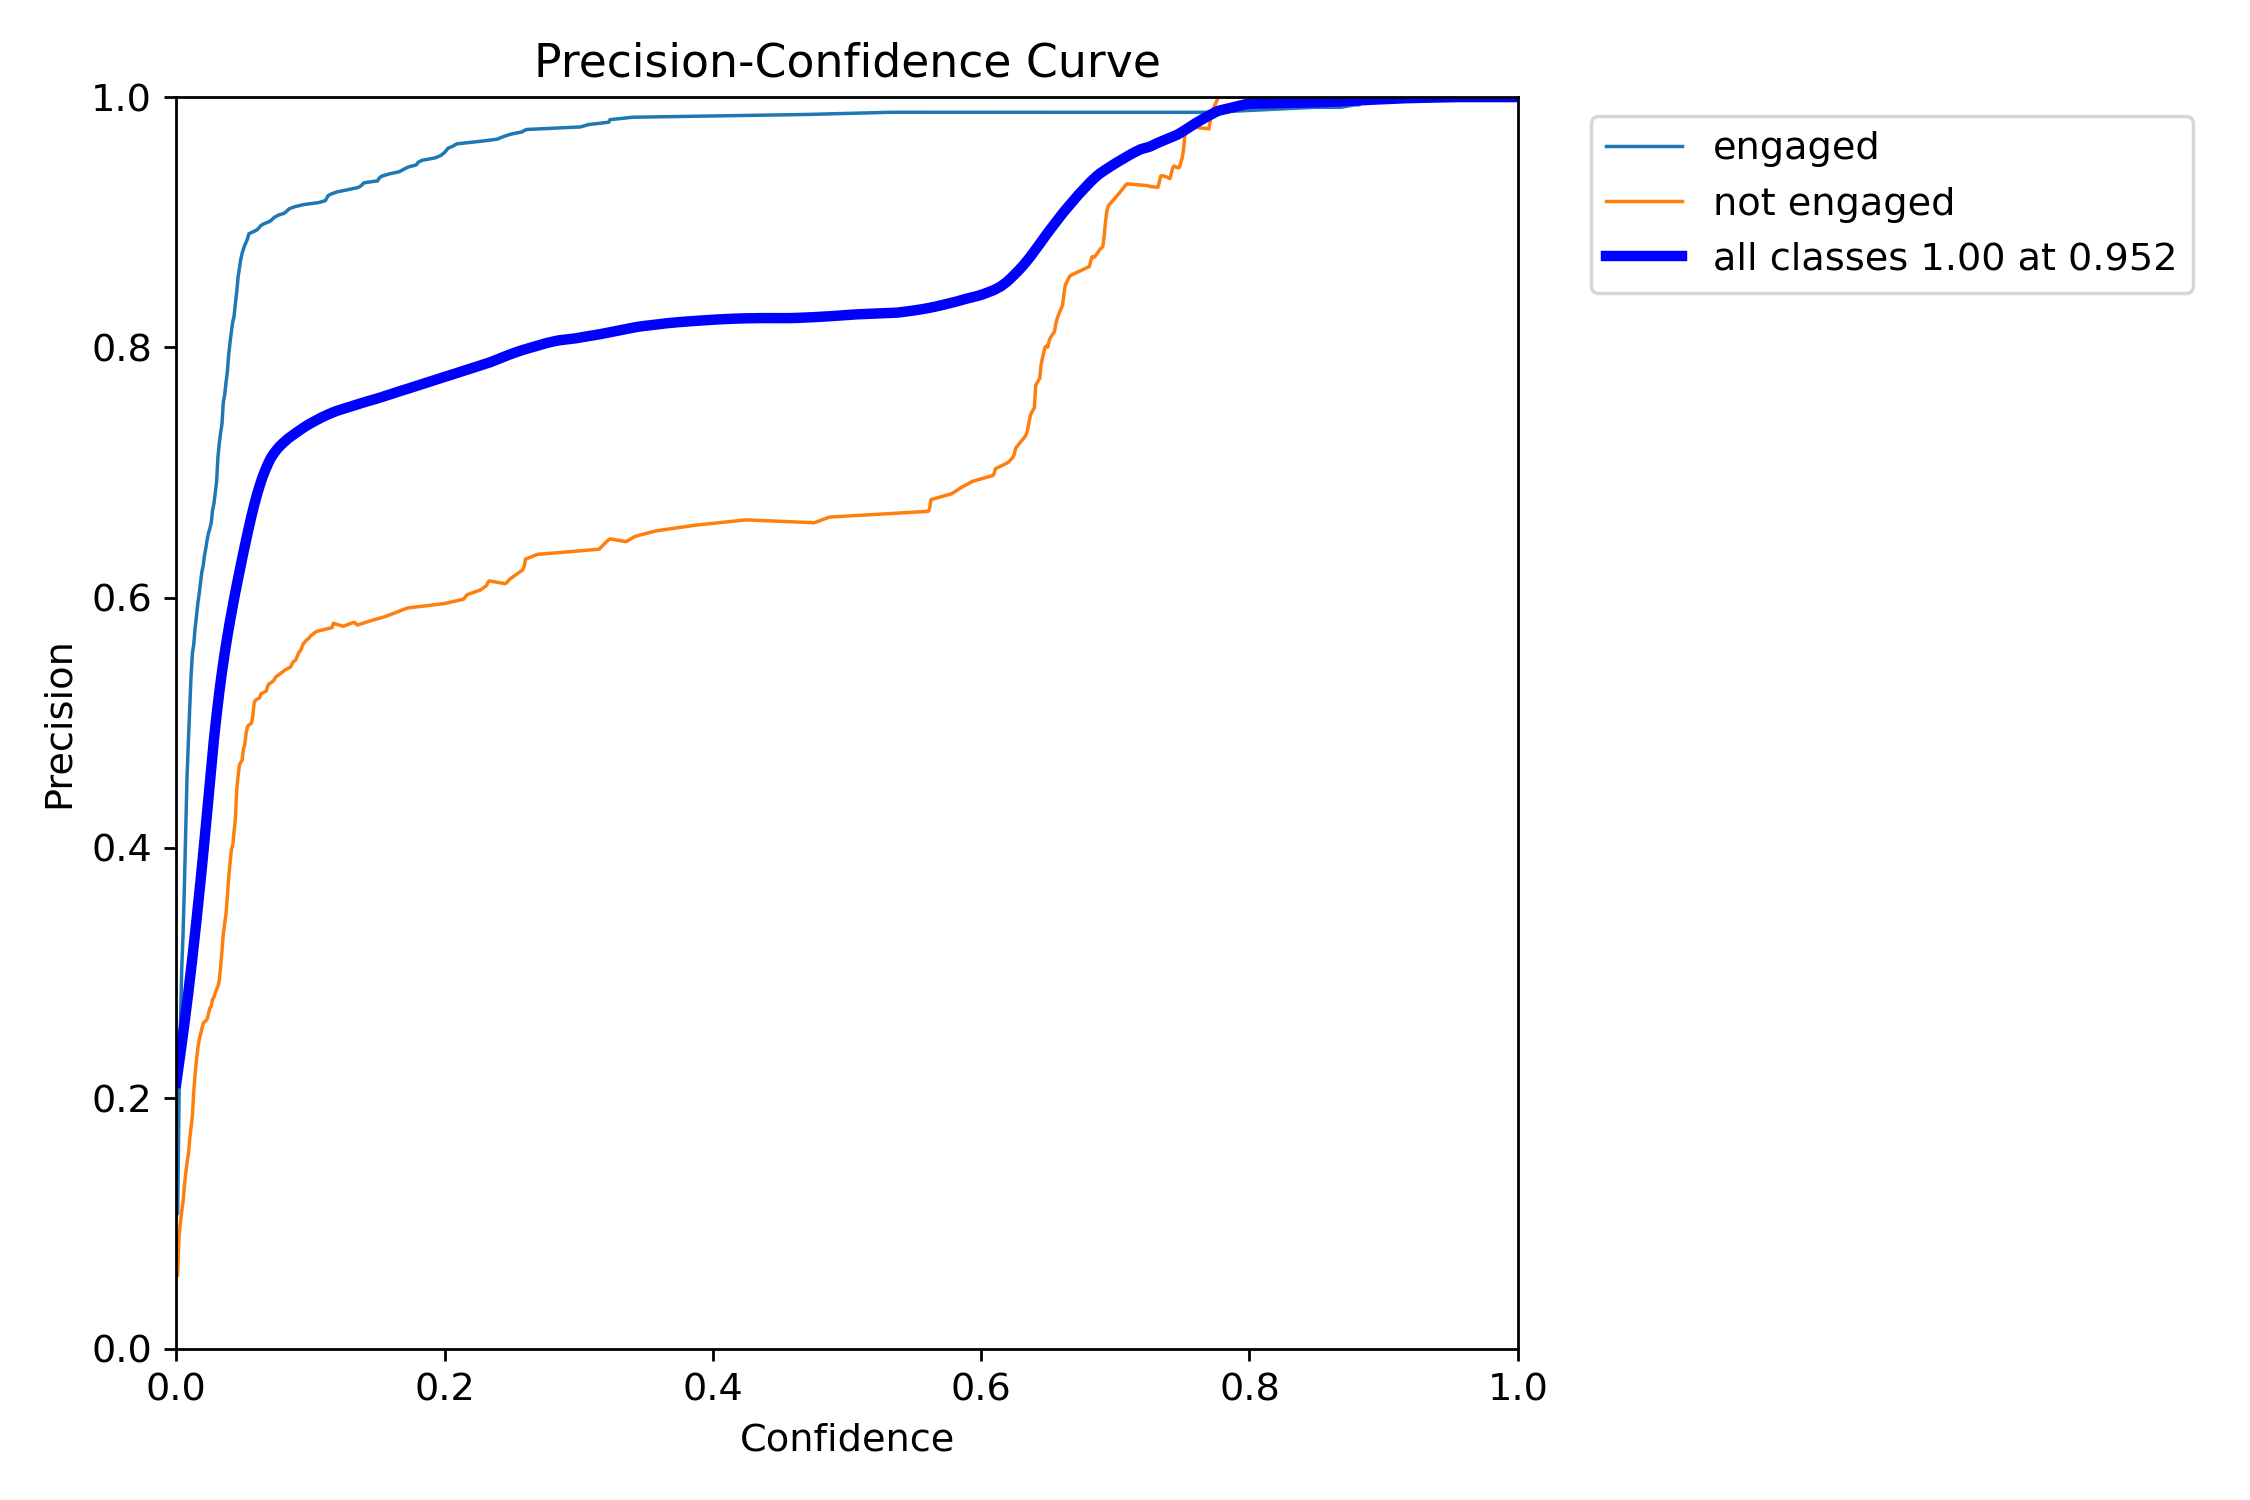 Precision-Confidence Curve
1.0
0.8
0.6
0.4
0.2
0.0
Precision
0.0 0.2 0.4 0.6 0.8 1.0
Confidence
engaged
not engaged
all classes 1.00 at 0.952